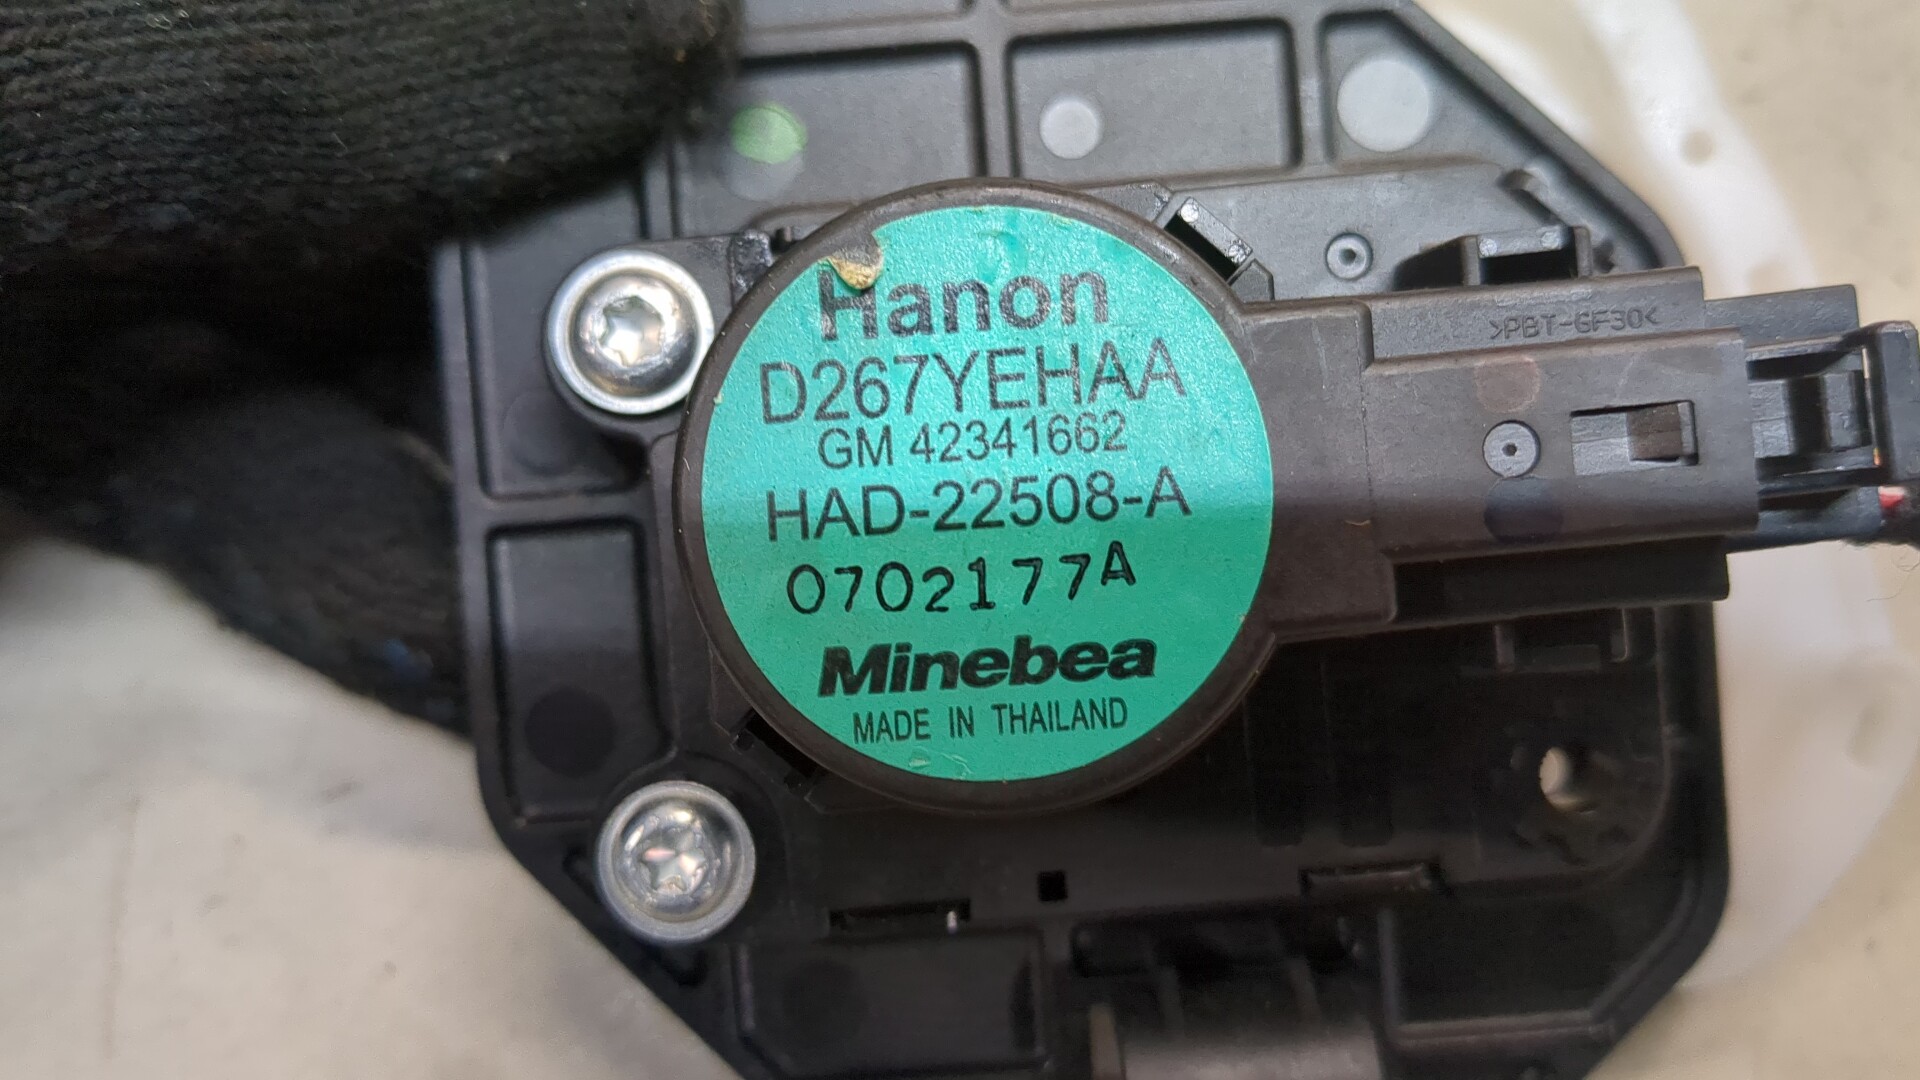 Hanon
D267YEHAA
GM 42341662
HAD-22508-A
0702177A
Minebea
MADE IN THAILAND
>PBT-GF30<